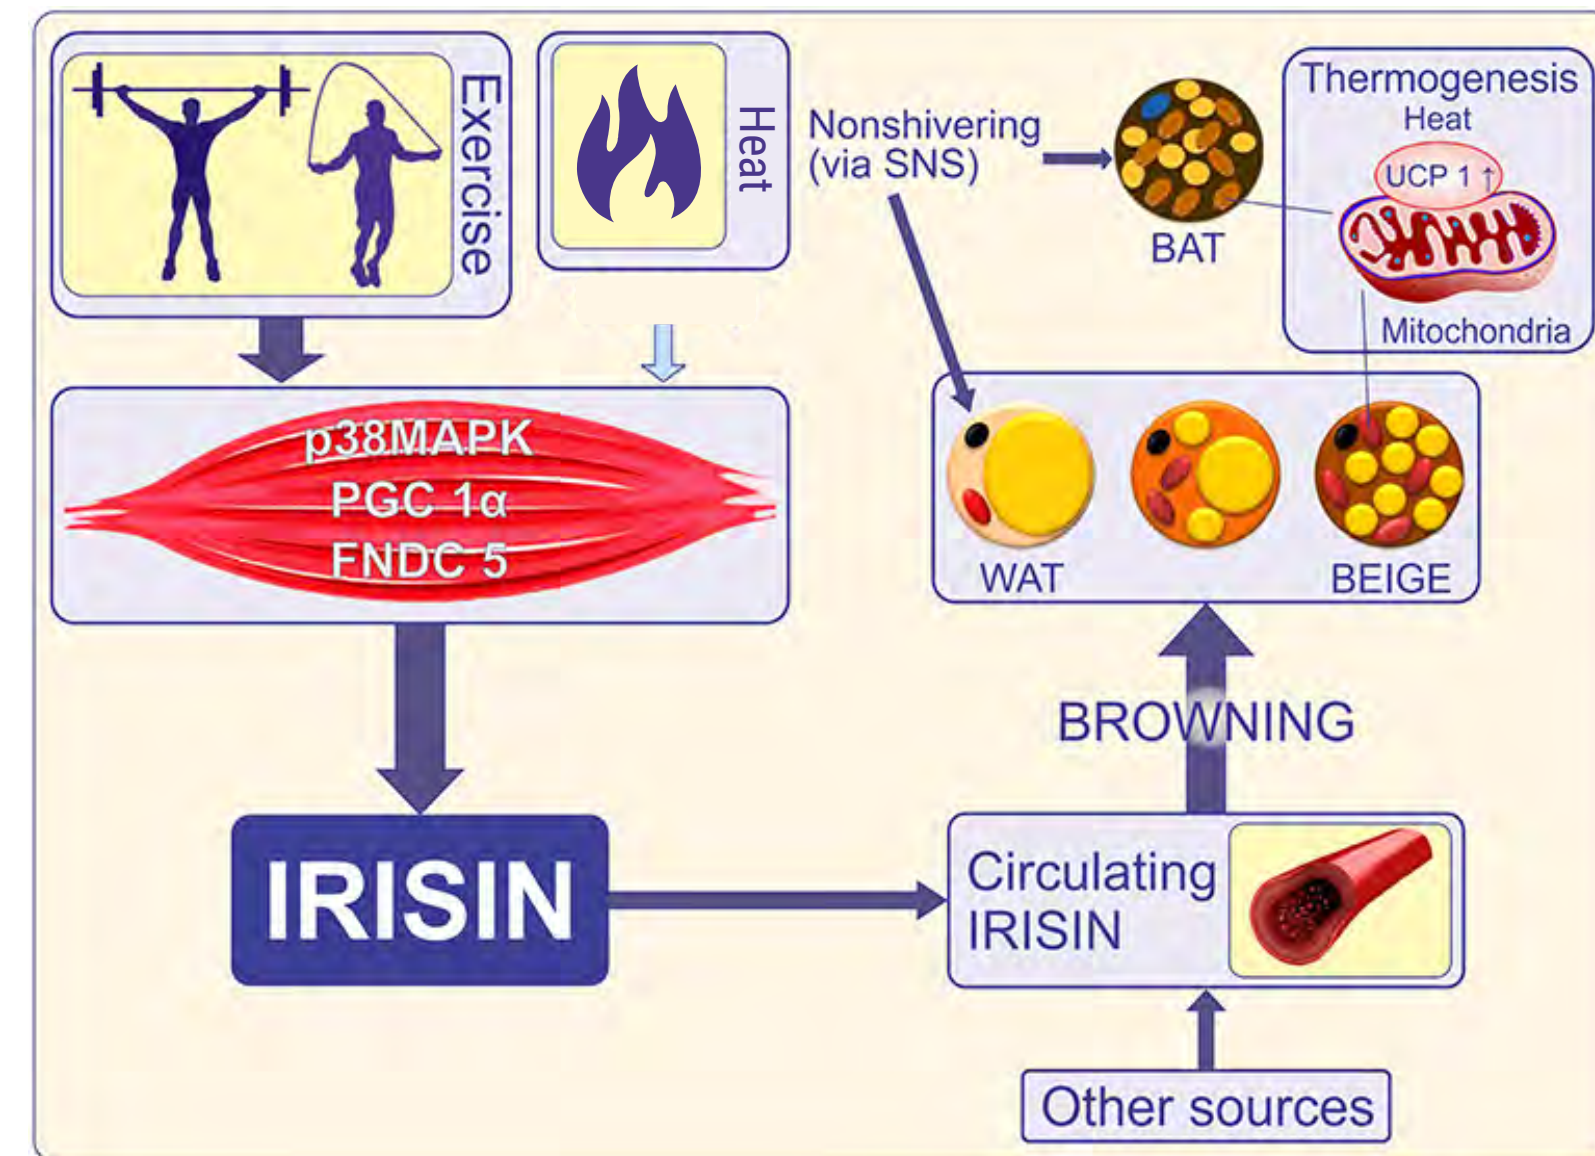 Exercise
Heat
Nonshivering
(via SNS)
BAT
Thermogenesis
Heat
UCP 1 ↑
Mitochondria
p38MAPK
PGC 1α
FNDC 5
WAT
BEIGE
BROWNING
IRISIN
Circulating
IRISIN
Other sources